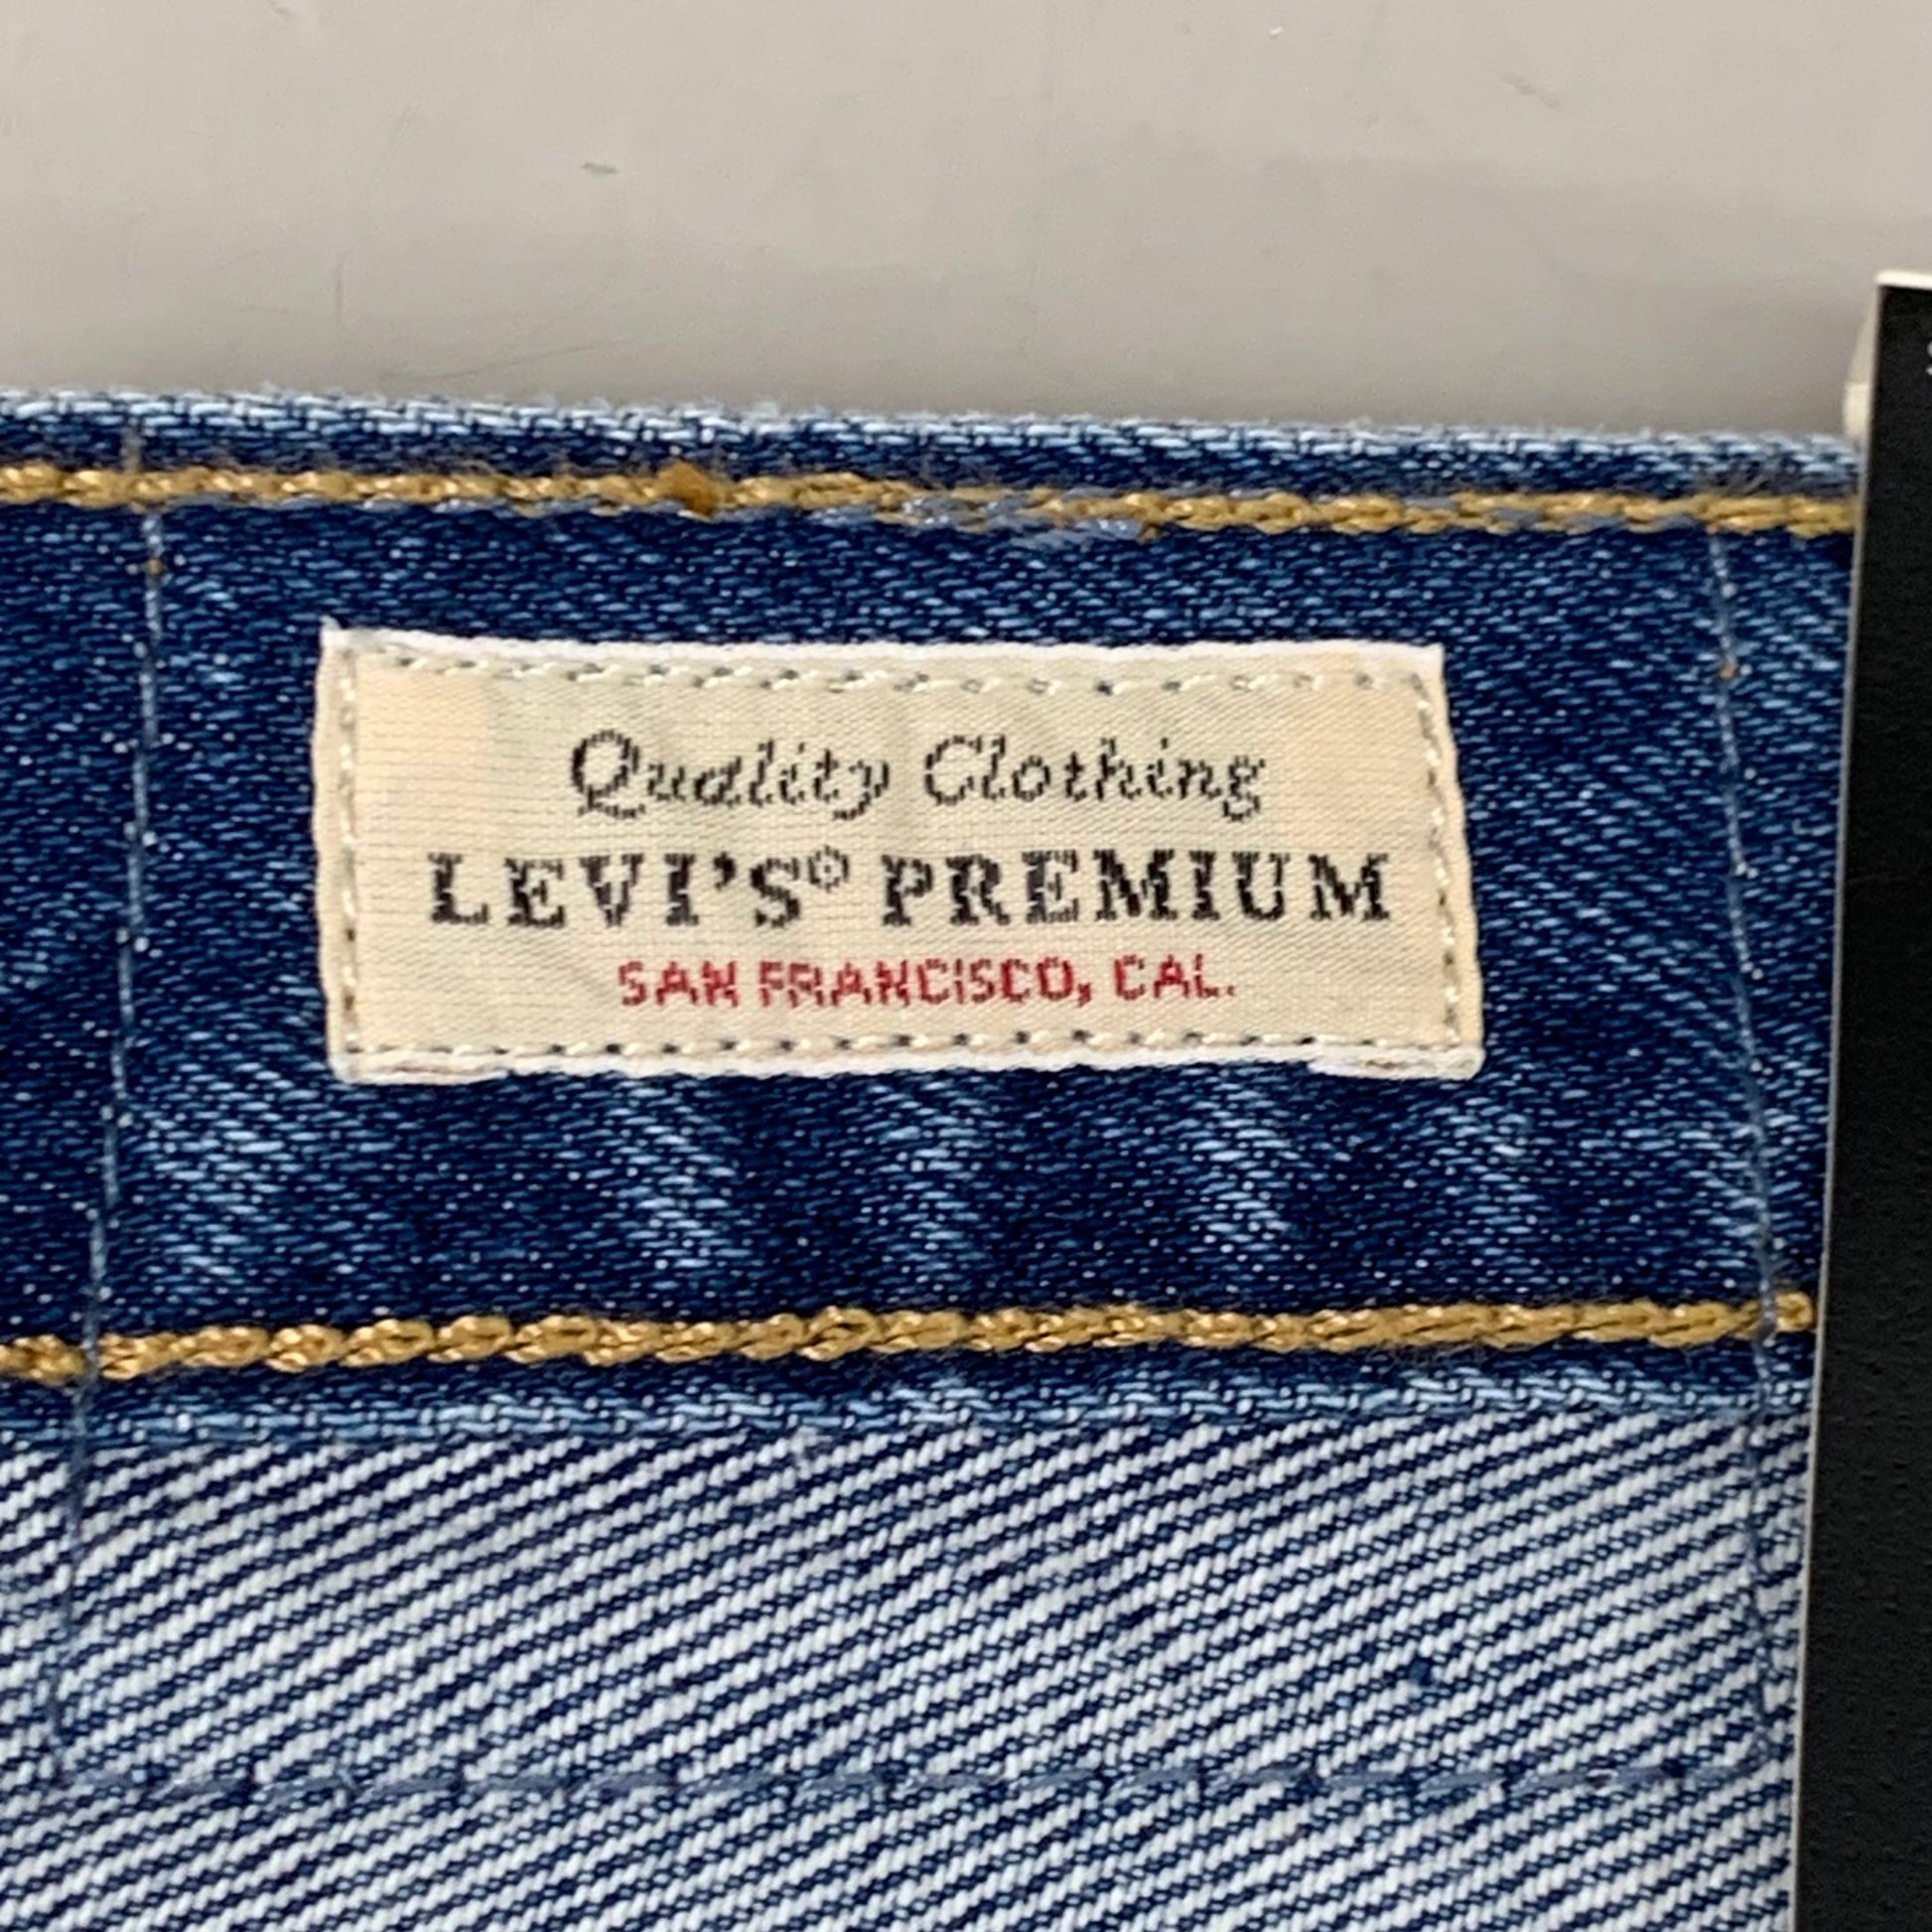 Quality Clothing
LEVI'S® PREMIUM
SAN FRANCISCO, CAL.